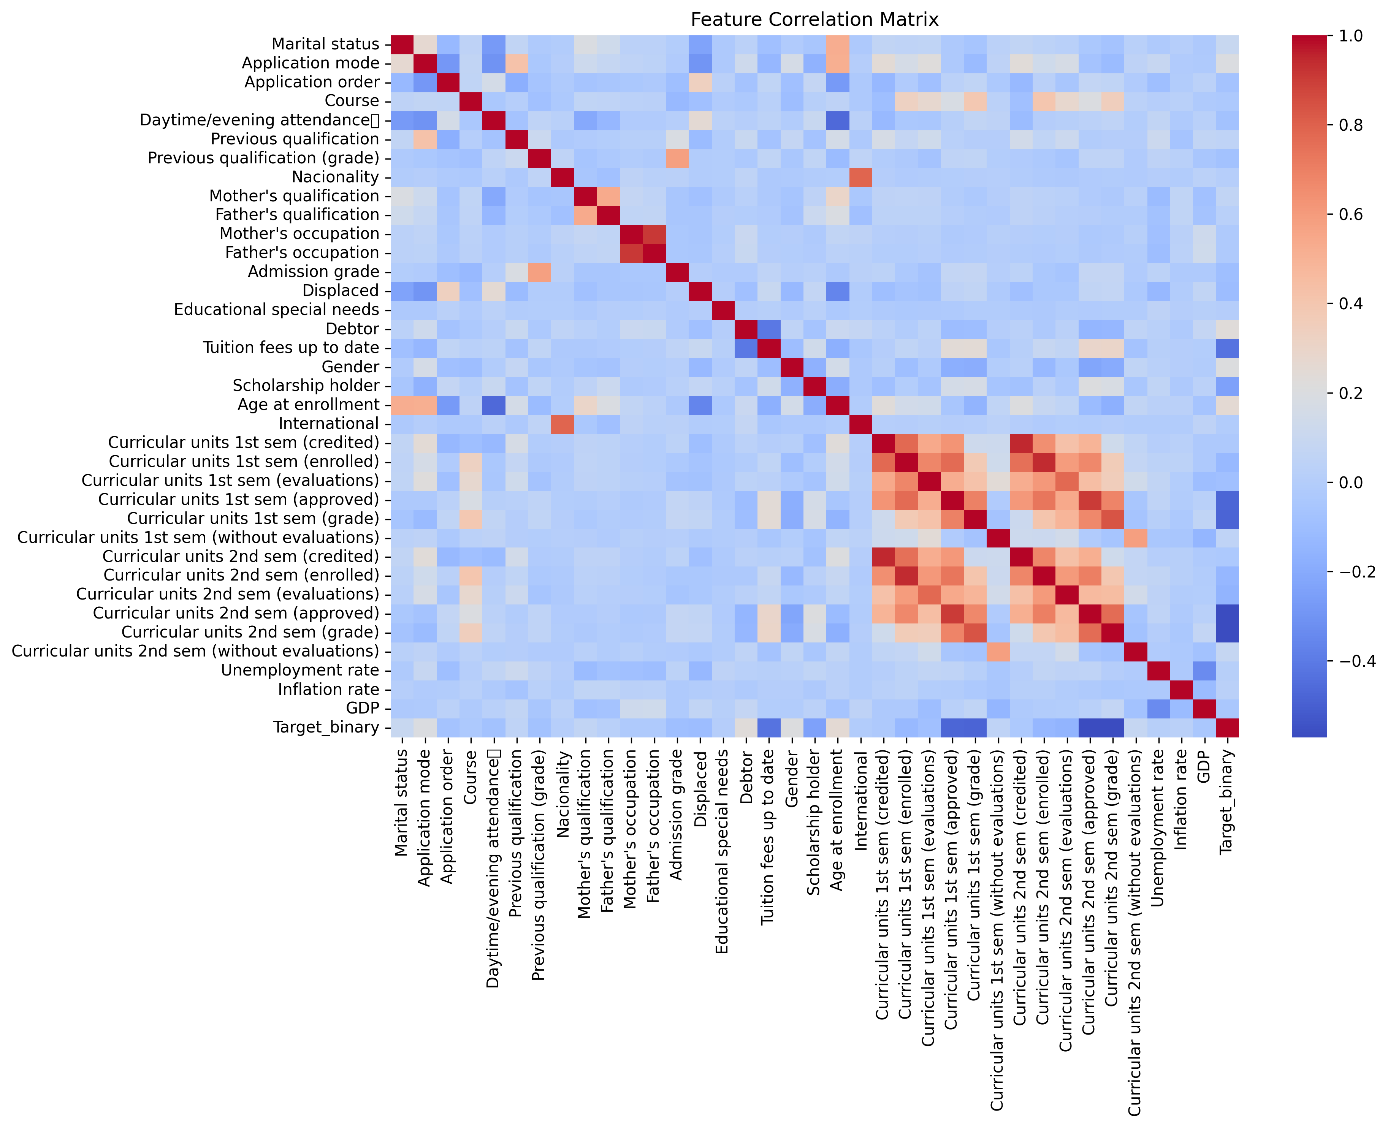 Feature Correlation Matrix
Marital status
Application mode
Application order
Course
Daytime/evening attendance▯
Previous qualification
Previous qualification (grade)
Nacionality
Mother's qualification
Father's qualification
Mother's occupation
Father's occupation
Admission grade
Displaced
Educational special needs
Debtor
Tuition fees up to date
Gender
Scholarship holder
Age at enrollment
International
Curricular units 1st sem (credited)
Curricular units 1st sem (enrolled)
Curricular units 1st sem (evaluations)
Curricular units 1st sem (approved)
Curricular units 1st sem (grade)
Curricular units 1st sem (without evaluations)
Curricular units 2nd sem (credited)
Curricular units 2nd sem (enrolled)
Curricular units 2nd sem (evaluations)
Curricular units 2nd sem (approved)
Curricular units 2nd sem (grade)
Curricular units 2nd sem (without evaluations)
Unemployment rate
Inflation rate
GDP
Target_binary
Marital status
Application mode
Application order
Course
Daytime/evening attendance▯
Previous qualification
Previous qualification (grade)
Nacionality
Mother's qualification
Father's qualification
Mother's occupation
Father's occupation
Admission grade
Displaced
Educational special needs
Debtor
Tuition fees up to date
Gender
Scholarship holder
Age at enrollment
International
Curricular units 1st sem (credited)
Curricular units 1st sem (enrolled)
Curricular units 1st sem (evaluations)
Curricular units 1st sem (approved)
Curricular units 1st sem (grade)
Curricular units 1st sem (without evaluations)
Curricular units 2nd sem (credited)
Curricular units 2nd sem (enrolled)
Curricular units 2nd sem (evaluations)
Curricular units 2nd sem (approved)
Curricular units 2nd sem (grade)
Curricular units 2nd sem (without evaluations)
Unemployment rate
Inflation rate
GDP
Target_binary
1.0
0.8
0.6
0.4
0.2
0.0
−0.2
−0.4